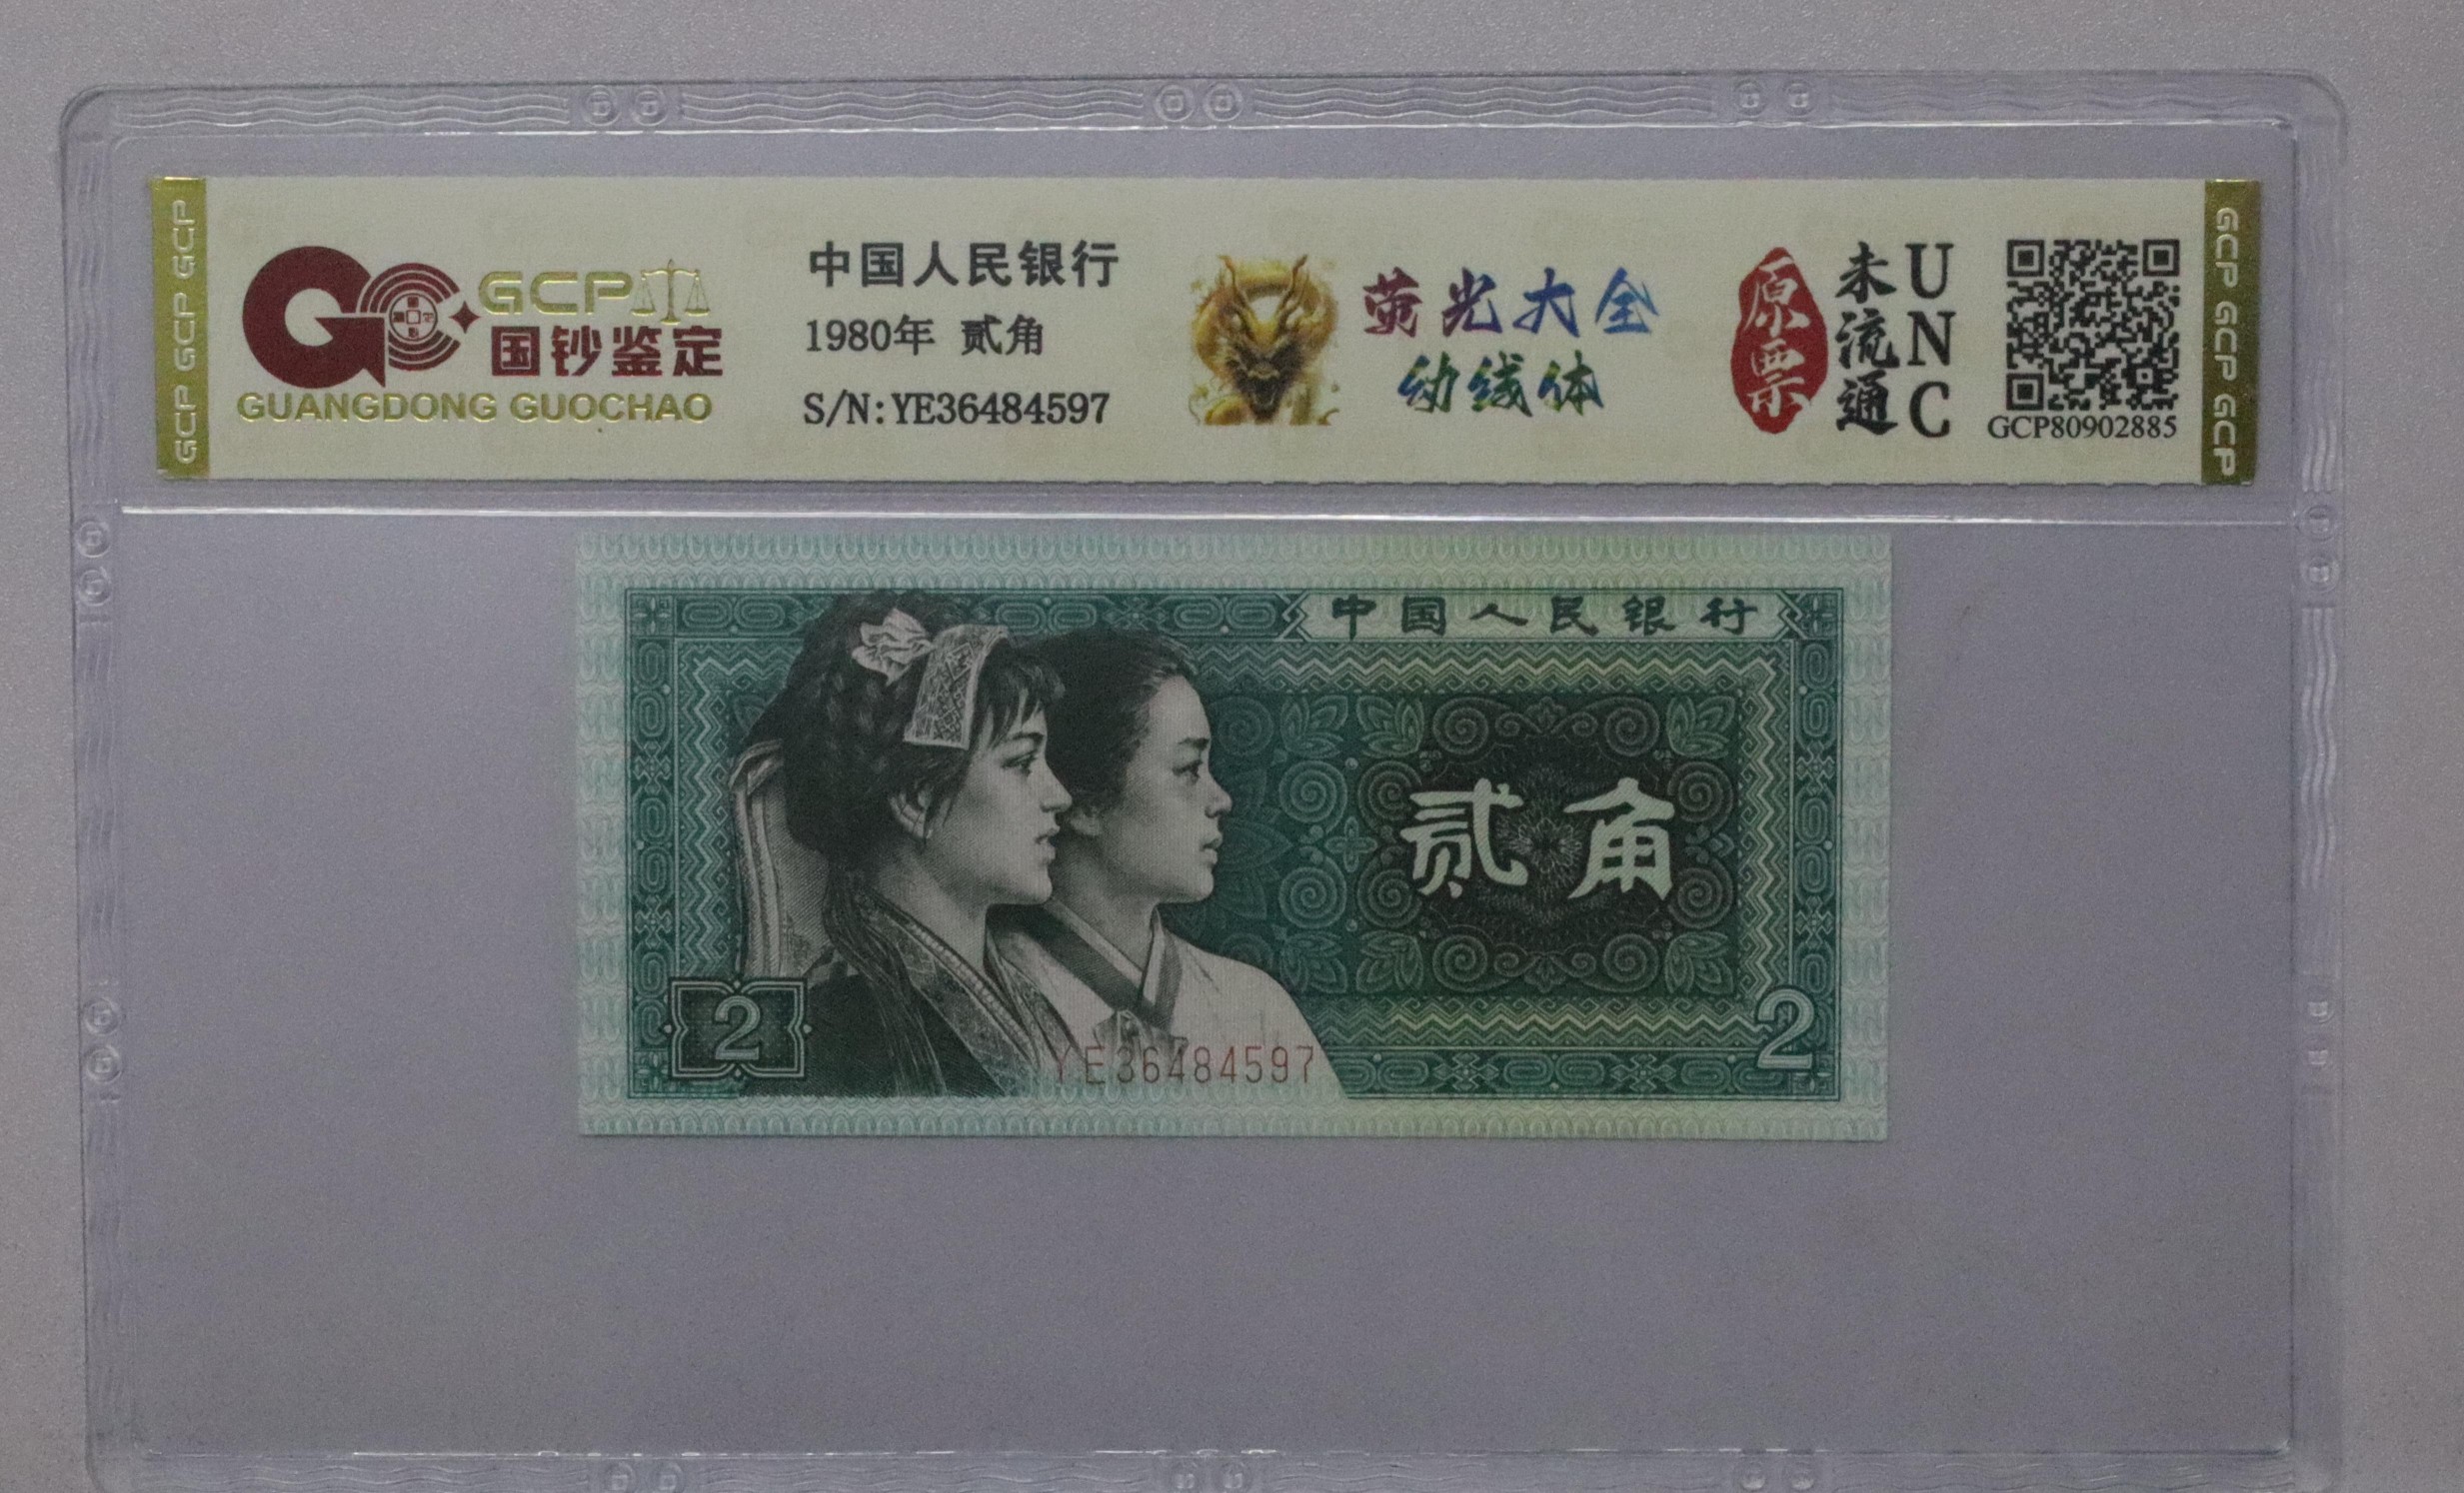 GCP
国钞鉴定
GUANGDONG GUOCHAO
中国人民银行
1980年 贰角
S/N:YE36484597
荧光大全
幼线体
原票
未流通
UNC
GCP80902885
GCP GCP GCP
GCP GCP GCP
中国人民银行
贰角
2
2
YE36484597